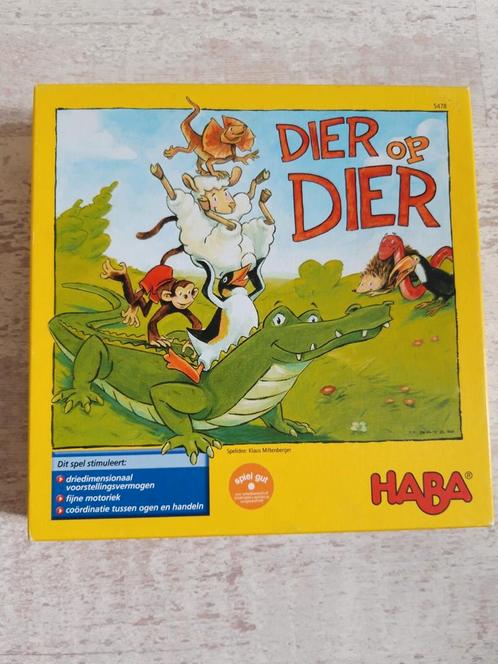 5478
DIER OP
DIER
Spelidee: Klaus Miltenberger
Dit spel stimuleert:
driedimensionaal
voorstellingsvermogen
fijne motoriek
coördinatie tussen ogen en handelen
spiel gut
HABA®